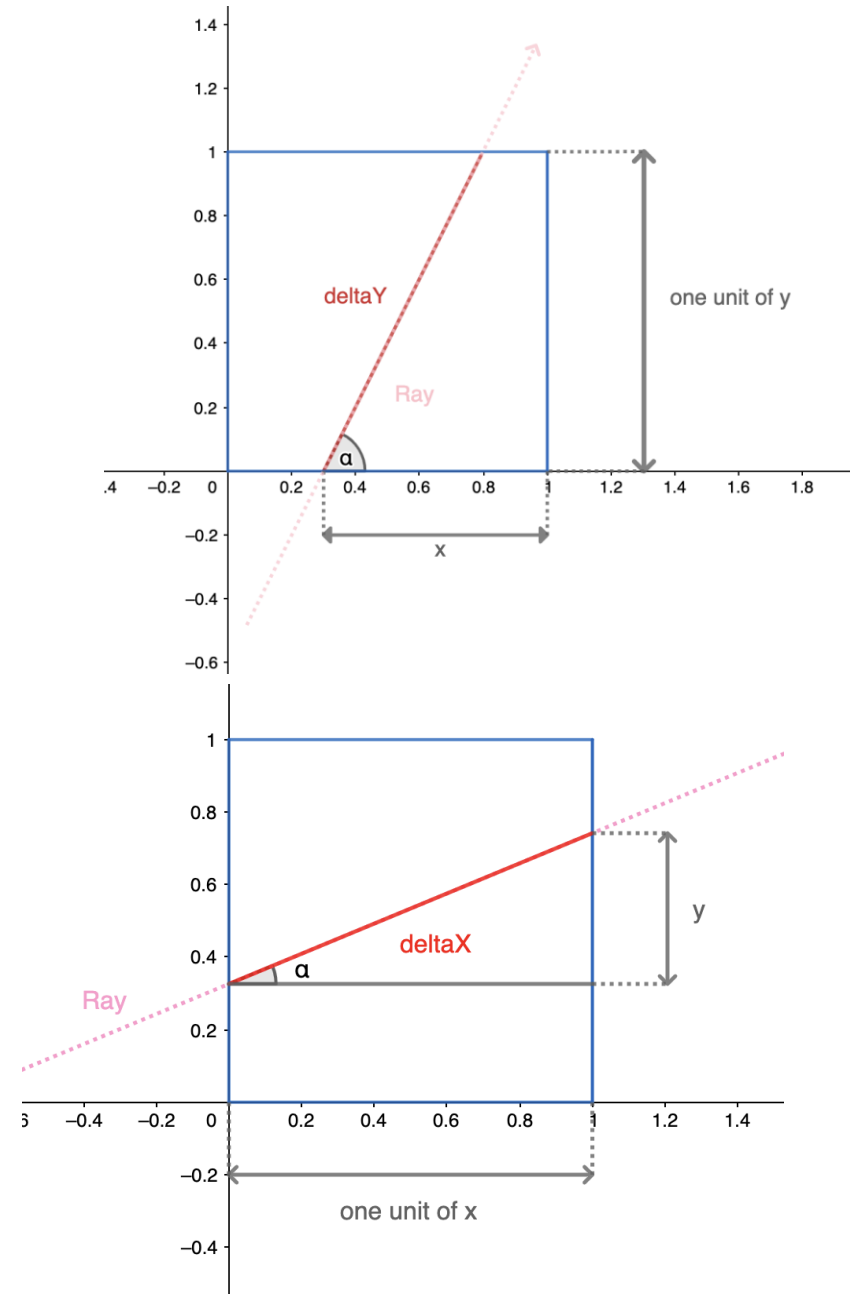 1.4
1.2
1
0.8
deltaY
one unit of y
0.6
0.4
Ray
0.2
α
.4 −0.2 0 0.2 0.4 0.6 0.8 1 1.2 1.4 1.6 1.8
−0.2
x
−0.4
−0.6
1
0.8
y
0.6
deltaX
0.4
α
Ray
0.2
6 −0.4 −0.2 0 0.2 0.4 0.6 0.8 1 1.2 1.4
−0.2
one unit of x
−0.4